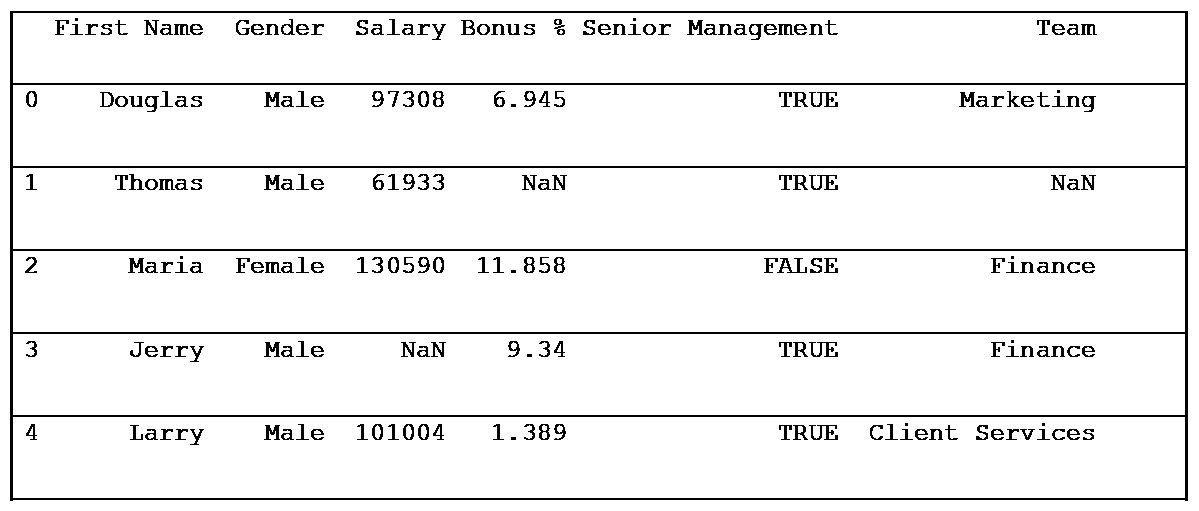 First Name Gender Salary Bonus % Senior Management Team
0 Douglas Male 97308 6.945 TRUE Marketing
1 Thomas Male 61933 NaN TRUE NaN
2 Maria Female 130590 11.858 FALSE Finance
3 Jerry Male NaN 9.34 TRUE Finance
4 Larry Male 101004 1.389 TRUE Client Services